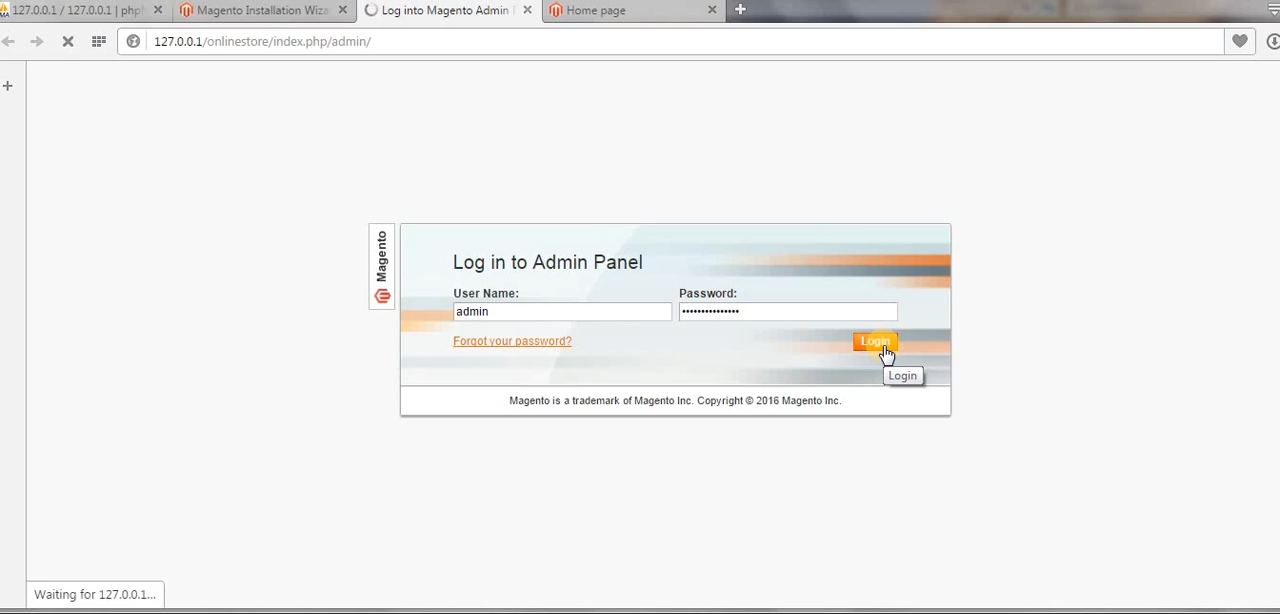 127.0.0.1 / 127.0.0.1 | php
Magento Installation Wiza
Log into Magento Admin
Home page
127.0.0.1/onlinestore/index.php/admin/
Magento
Log in to Admin Panel
User Name:
Password:
admin
•••••••••••••••
Forgot your password?
Login
Login
Magento is a trademark of Magento Inc. Copyright © 2016 Magento Inc.
Waiting for 127.0.0.1...